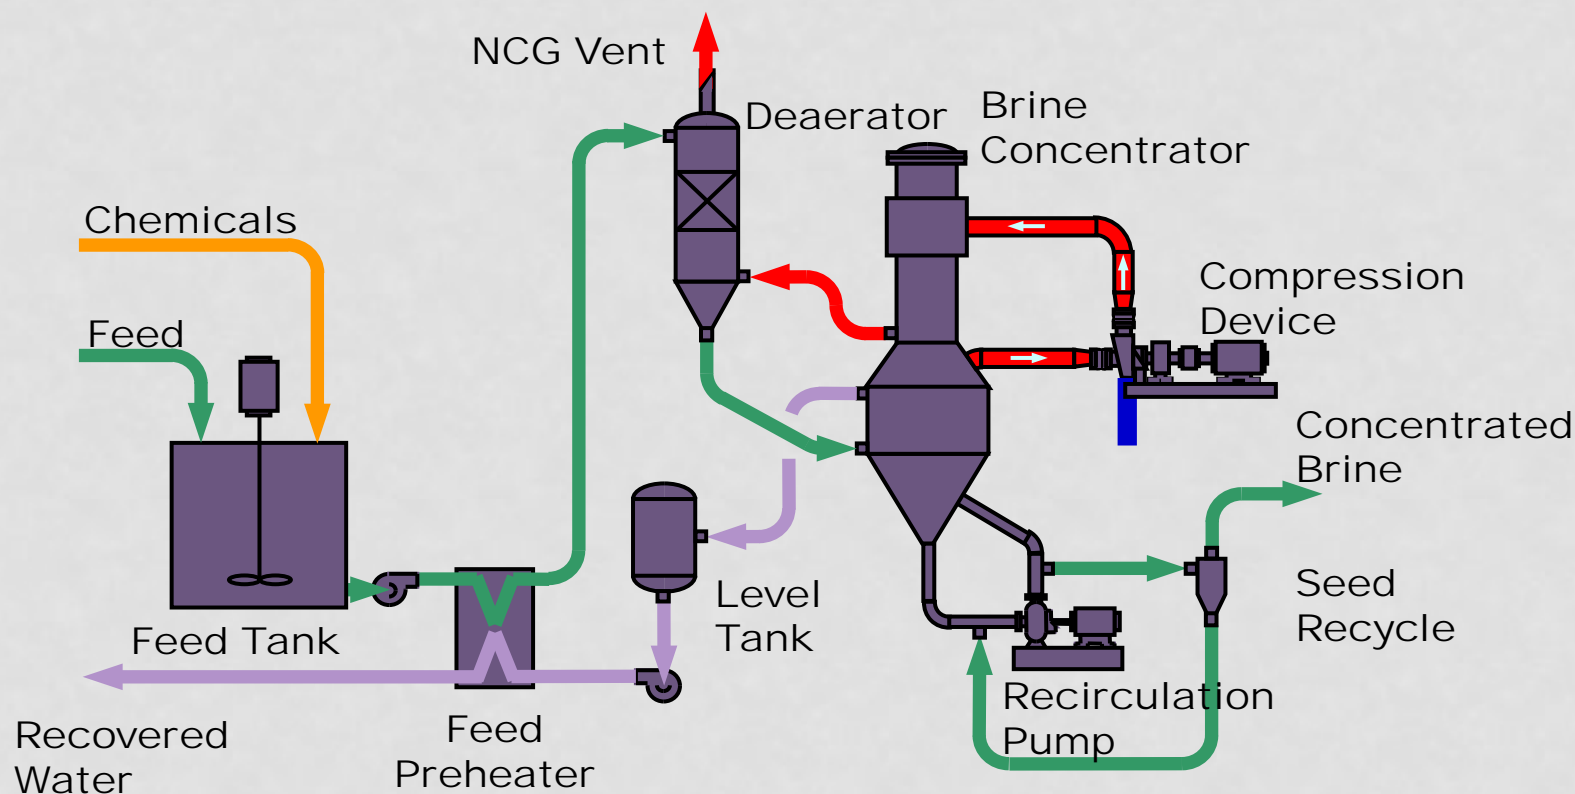 NCG Vent
Deaerator
Brine
Concentrator
Chemicals
Feed
Compression
Device
Concentrated
Brine
Level
Tank
Seed
Recycle
Feed Tank
Recirculation
Pump
Feed
Preheater
Recovered
Water